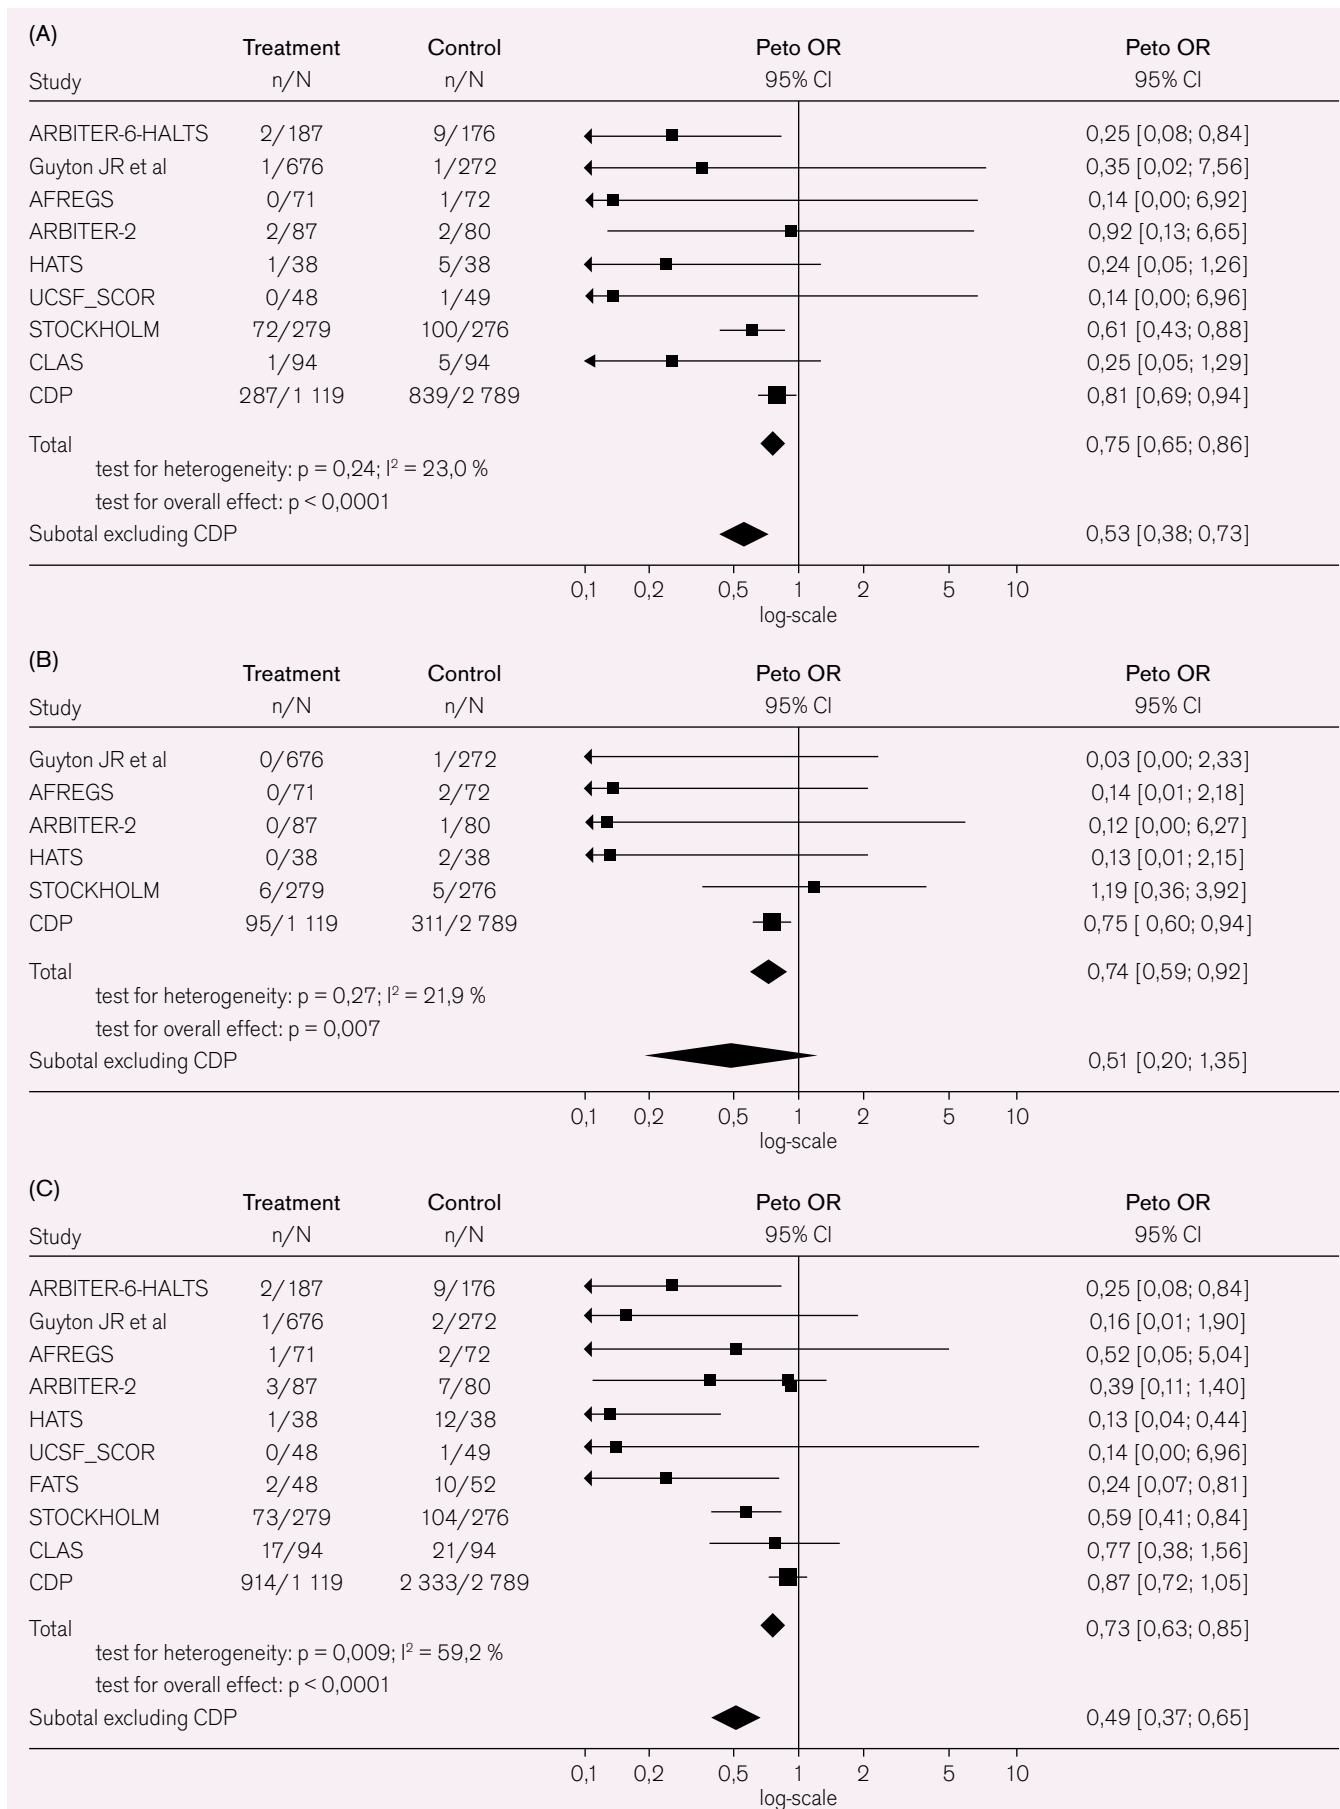 (A)
Treatment Control Peto OR Peto OR
Study n/N n/N 95% CI 95% CI
ARBITER-6-HALTS 2/187 9/176 0,25 [0,08; 0,84]
Guyton JR et al 1/676 1/272 0,35 [0,02; 7,56]
AFREGS 0/71 1/72 0,14 [0,00; 6,92]
ARBITER-2 2/87 2/80 0,92 [0,13; 6,65]
HATS 1/38 5/38 0,24 [0,05; 1,26]
UCSF_SCOR 0/48 1/49 0,14 [0,00; 6,96]
STOCKHOLM 72/279 100/276 0,61 [0,43; 0,88]
CLAS 1/94 5/94 0,25 [0,05; 1,29]
CDP 287/1 119 839/2 789 0,81 [0,69; 0,94]
Total 0,75 [0,65; 0,86]
test for heterogeneity: p = 0,24; I² = 23,0 %
test for overall effect: p < 0,0001
Subotal excluding CDP 0,53 [0,38; 0,73]
0,1 0,2 0,5 1 2 5 10
log-scale
(B)
Treatment Control Peto OR Peto OR
Study n/N n/N 95% CI 95% CI
Guyton JR et al 0/676 1/272 0,03 [0,00; 2,33]
AFREGS 0/71 2/72 0,14 [0,01; 2,18]
ARBITER-2 0/87 1/80 0,12 [0,00; 6,27]
HATS 0/38 2/38 0,13 [0,01; 2,15]
STOCKHOLM 6/279 5/276 1,19 [0,36; 3,92]
CDP 95/1 119 311/2 789 0,75 [ 0,60; 0,94]
Total 0,74 [0,59; 0,92]
test for heterogeneity: p = 0,27; I² = 21,9 %
test for overall effect: p = 0,007
Subotal excluding CDP 0,51 [0,20; 1,35]
0,1 0,2 0,5 1 2 5 10
log-scale
(C)
Treatment Control Peto OR Peto OR
Study n/N n/N 95% CI 95% CI
ARBITER-6-HALTS 2/187 9/176 0,25 [0,08; 0,84]
Guyton JR et al 1/676 2/272 0,16 [0,01; 1,90]
AFREGS 1/71 2/72 0,52 [0,05; 5,04]
ARBITER-2 3/87 7/80 0,39 [0,11; 1,40]
HATS 1/38 12/38 0,13 [0,04; 0,44]
UCSF_SCOR 0/48 1/49 0,14 [0,00; 6,96]
FATS 2/48 10/52 0,24 [0,07; 0,81]
STOCKHOLM 73/279 104/276 0,59 [0,41; 0,84]
CLAS 17/94 21/94 0,77 [0,38; 1,56]
CDP 914/1 119 2 333/2 789 0,87 [0,72; 1,05]
Total 0,73 [0,63; 0,85]
test for heterogeneity: p = 0,009; I² = 59,2 %
test for overall effect: p < 0,0001
Subotal excluding CDP 0,49 [0,37; 0,65]
0,1 0,2 0,5 1 2 5 10
log-scale